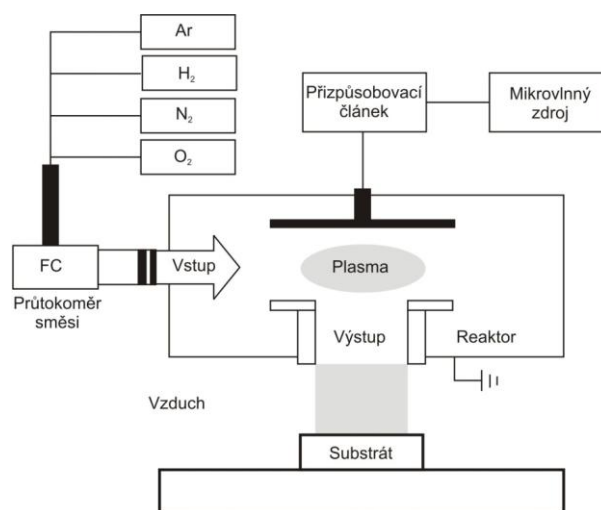 Ar
H₂
N₂
O₂
Přizpůsobovací
článek
Mikrovlnný
zdroj
FC
Průtokoměr
směsi
Vstup
Plasma
Výstup
Reaktor
Vzduch
Substrát